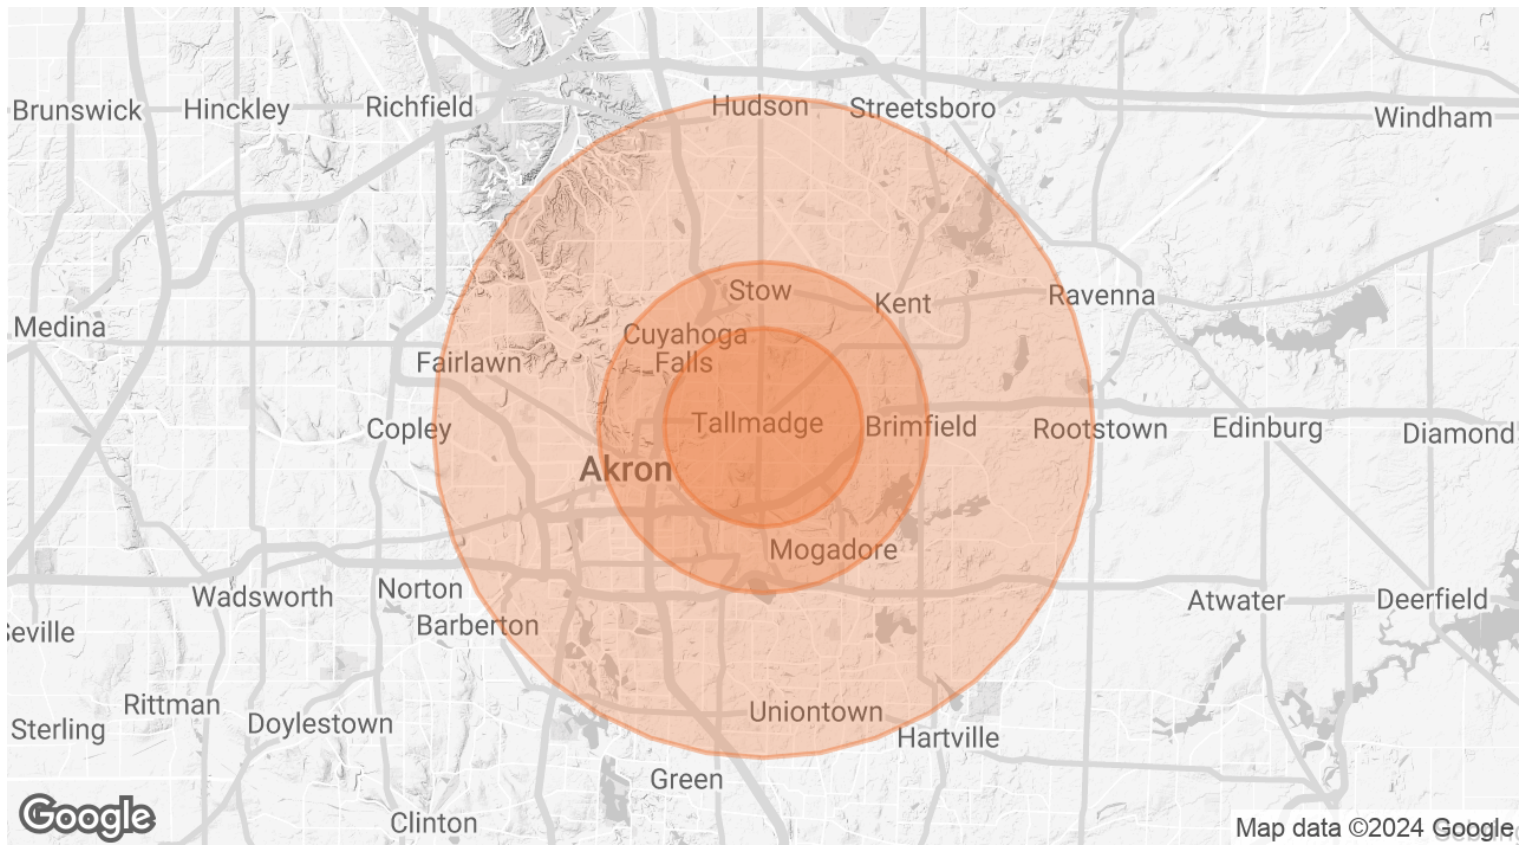 Hudson
Streetsboro
Brunswick
Hinckley
Richfield
Windham
Stow
Kent
Ravenna
Medina
Cuyahoga
Falls
Fairlawn
Tallmadge
Brimfield
Copley
Rootstown
Edinburg
Diamond
Akron
Mogadore
Norton
Wadsworth
Atwater
Deerfield
Barberton
Seville
Rittman
Uniontown
Sterling
Doylestown
Hartville
Green
Google
Clinton
Map data ©2024 Google